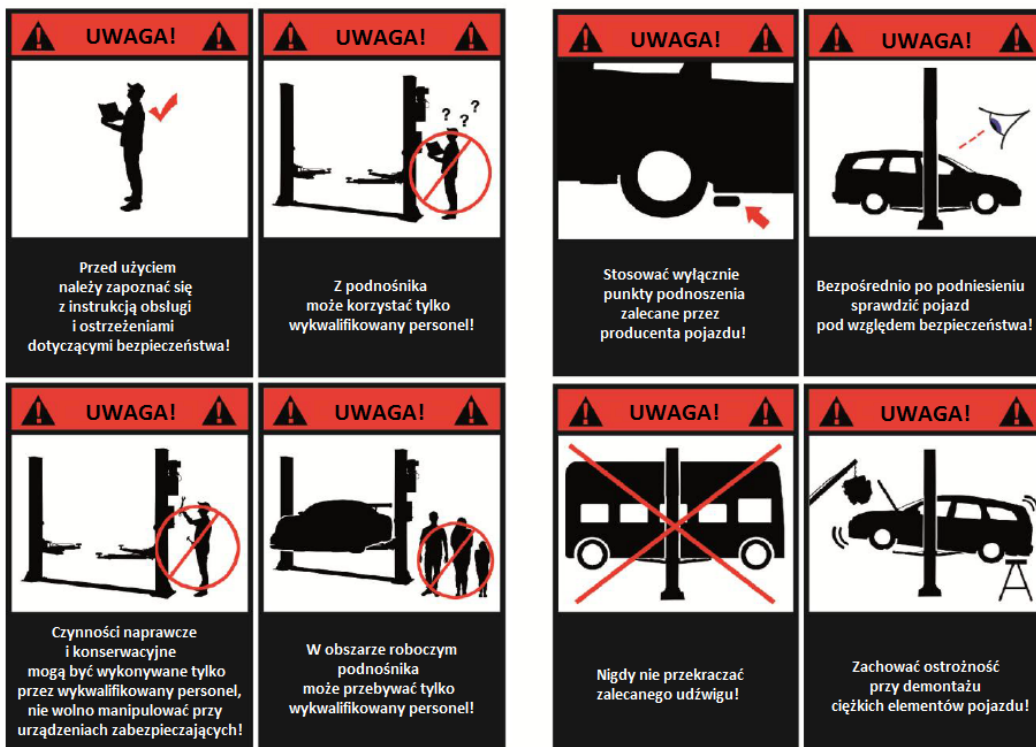 UWAGA!
Przed użyciem
należy zapoznać się
z instrukcją obsługi
i ostrzeżeniami
dotyczącymi bezpieczeństwa!
UWAGA!
? ? ?
Z podnośnika
może korzystać tylko
wykwalifikowany personel!
UWAGA!
Stosować wyłącznie
punkty podnoszenia
zalecane przez
producenta pojazdu!
UWAGA!
Bezpośrednio po podniesieniu
sprawdzić pojazd
pod względem bezpieczeństwa!
UWAGA!
Czynności naprawcze
i konserwacyjne
mogą być wykonywane tylko
przez wykwalifikowany personel,
nie wolno manipulować przy
urządzeniach zabezpieczających!
UWAGA!
W obszarze roboczym
podnośnika
może przebywać tylko
wykwalifikowany personel!
UWAGA!
Nigdy nie przekraczać
zalecanego udźwigu!
UWAGA!
Zachować ostrożność
przy demontażu
ciężkich elementów pojazdu!